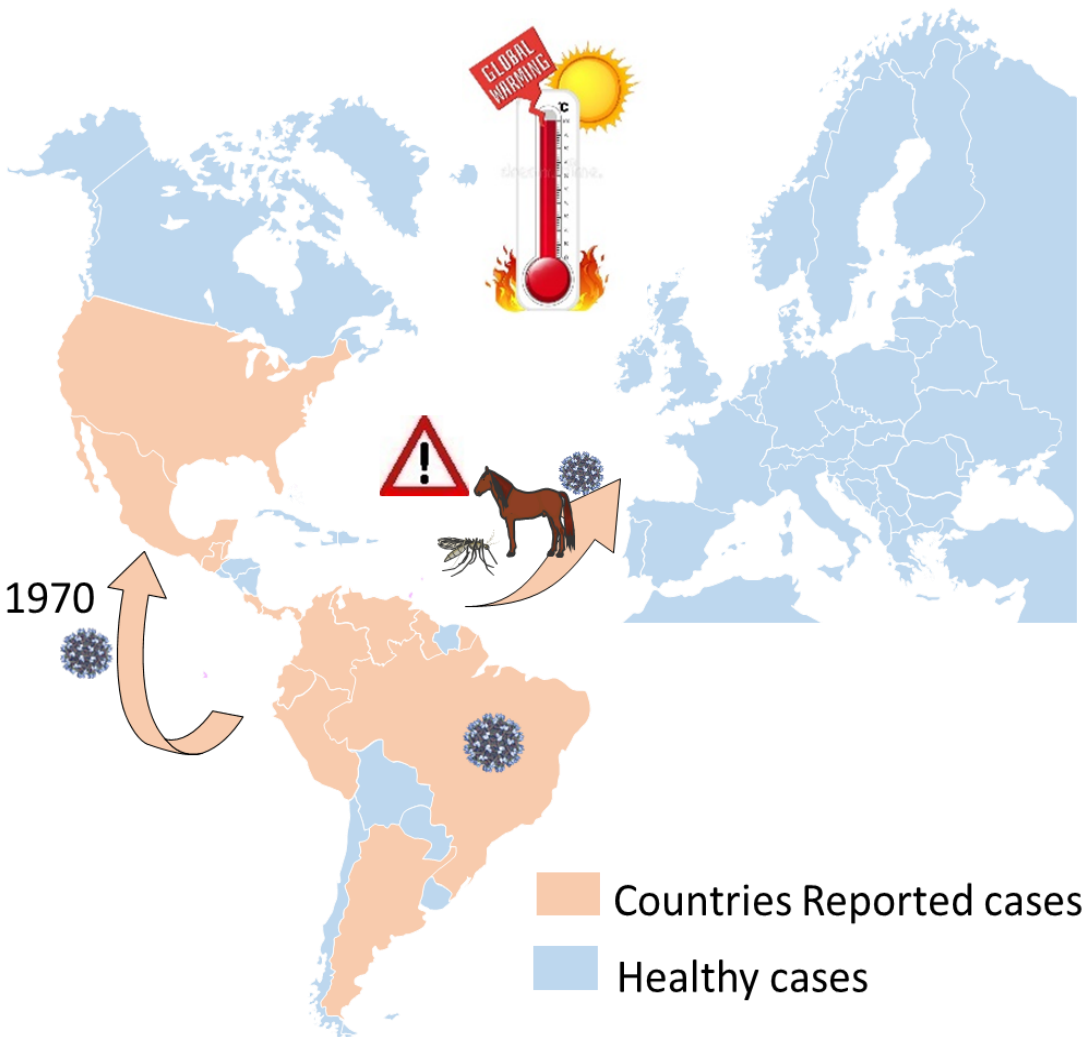 GLOBAL
WARMING
°C
1970
Countries Reported cases
Healthy cases